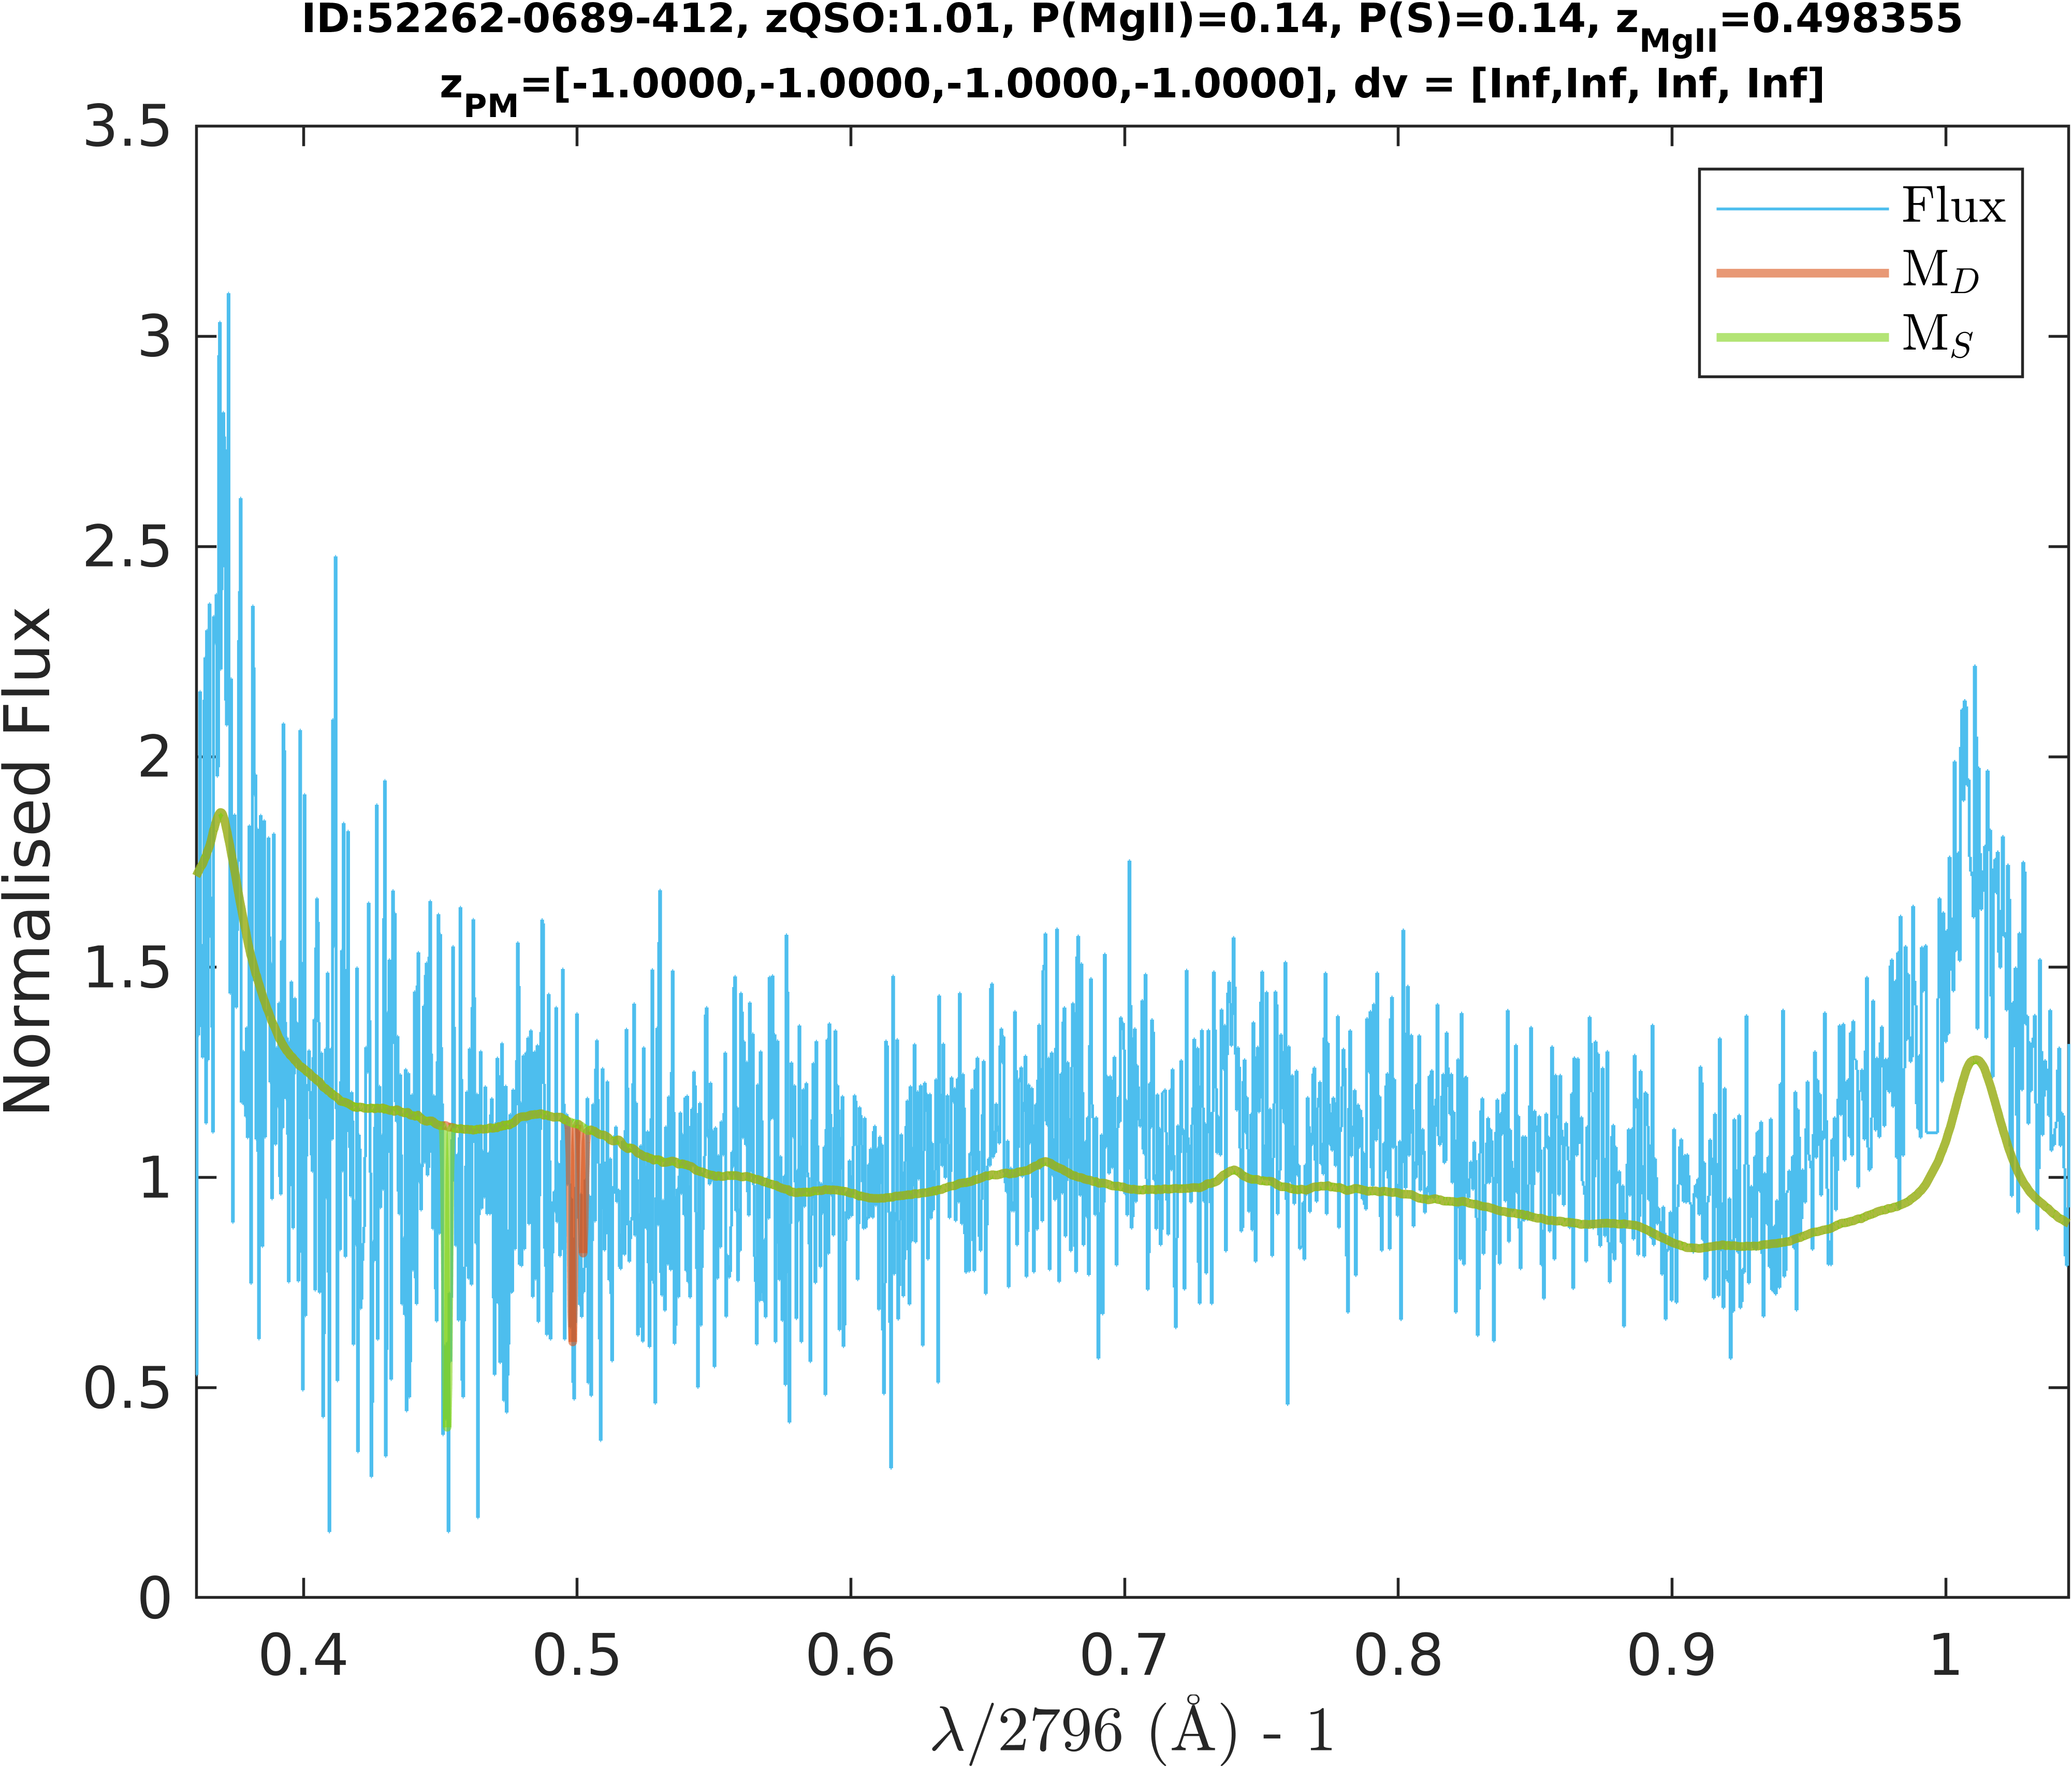 ID:52262-0689-412, zQSO:1.01, P(MgII)=0.14, P(S)=0.14, zMgII=0.498355
zPM=[-1.0000,-1.0000,-1.0000,-1.0000], dv = [Inf,Inf, Inf, Inf]
3.5
3
2.5
2
1.5
1
0.5
0
Normalised Flux
Flux
MD
MS
0.4 0.5 0.6 0.7 0.8 0.9 1
λ/2796 (Å) - 1